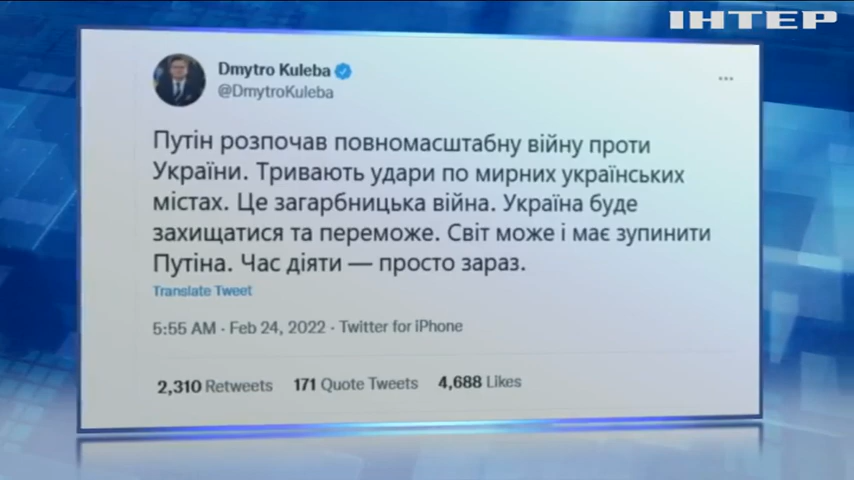 ІНТЕР
Dmytro Kuleba
@DmytroKuleba
Путін розпочав повномасштабну війну проти
України. Тривають удари по мирних українських
містах. Це загарбницька війна. Україна буде
захищатися та переможе. Світ може і має зупинити
Путіна. Час діяти — просто зараз.
Translate Tweet
5:55 AM · Feb 24, 2022 · Twitter for iPhone
2,310 Retweets 171 Quote Tweets 4,688 Likes